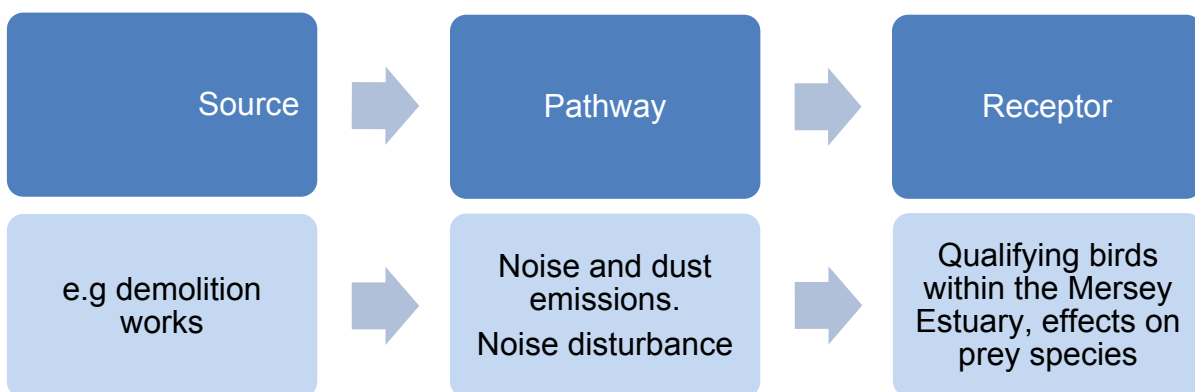 Source
Pathway
Receptor
e.g demolition
works
Noise and dust
emissions.
Noise disturbance
Qualifying birds
within the Mersey
Estuary, effects on
prey species